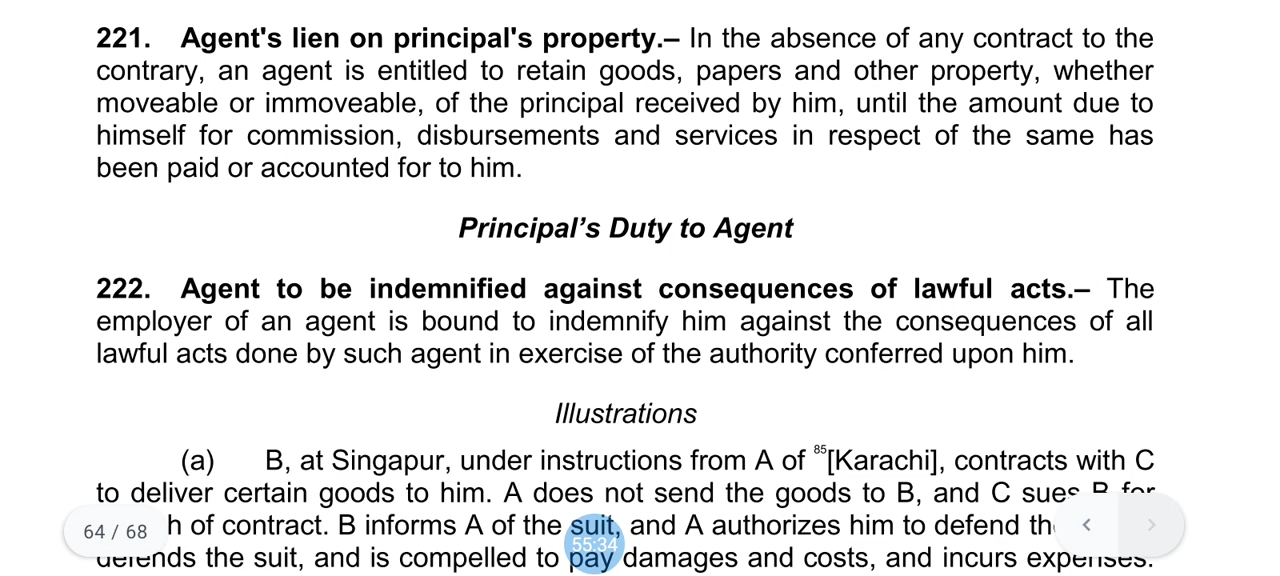 221. Agent's lien on principal's property.– In the absence of any contract to the
contrary, an agent is entitled to retain goods, papers and other property, whether
moveable or immoveable, of the principal received by him, until the amount due to
himself for commission, disbursements and services in respect of the same has
been paid or accounted for to him.
Principal’s Duty to Agent
222. Agent to be indemnified against consequences of lawful acts.– The
employer of an agent is bound to indemnify him against the consequences of all
lawful acts done by such agent in exercise of the authority conferred upon him.
Illustrations
(a) B, at Singapur, under instructions from A of 85[Karachi], contracts with C
to deliver certain goods to him. A does not send the goods to B, and C sues B for
h of contract. B informs A of the suit, and A authorizes him to defend
defends the suit, and is compelled to pay damages and costs, and incurs expenses.
64 / 68
55:34